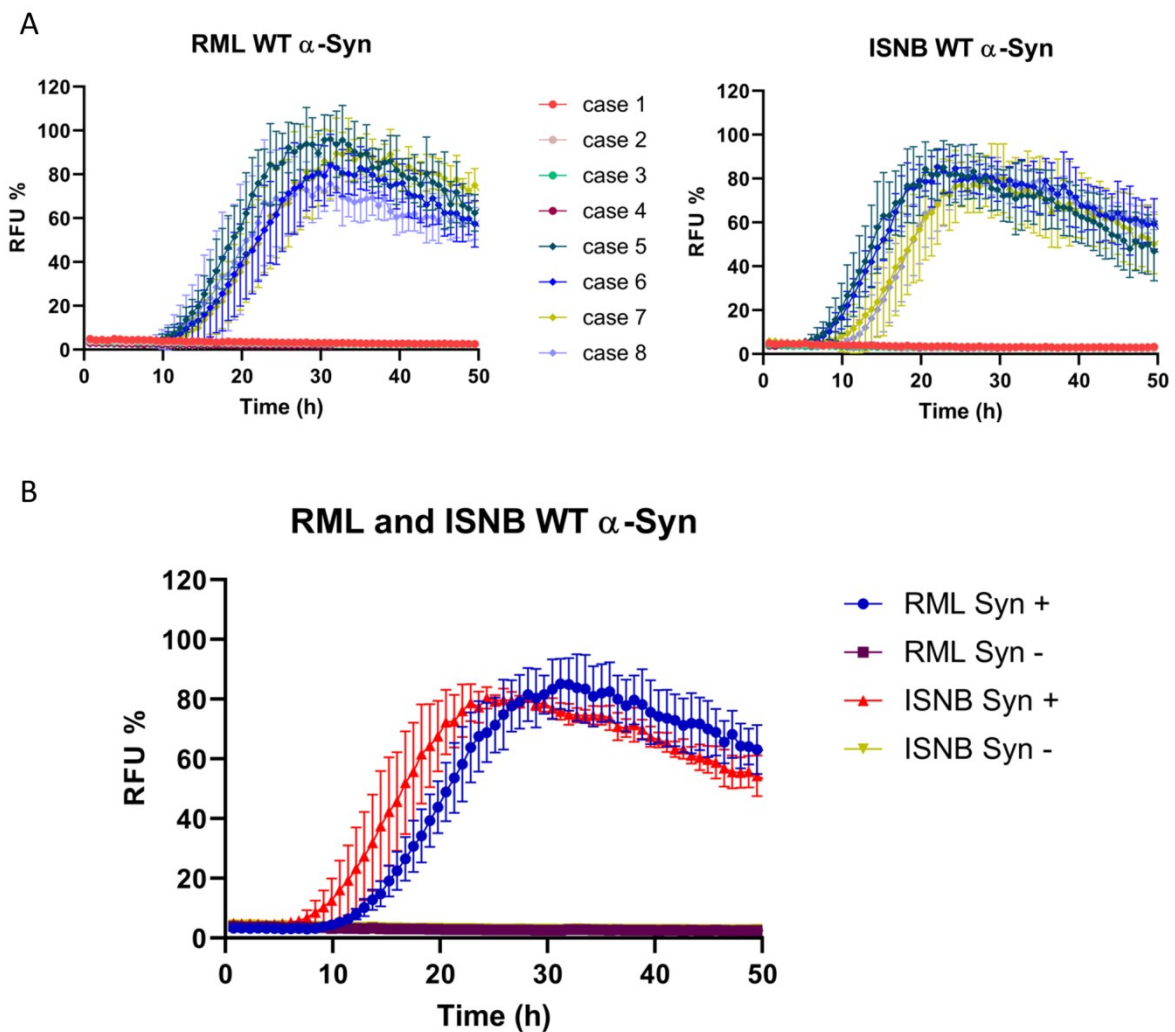 A
RML WT α-Syn
ISNB WT α-Syn
120
100
80
60
40
20
0
RFU %
0 10 20 30 40 50
Time (h)
case 1
case 2
case 3
case 4
case 5
case 6
case 7
case 8
120
100
80
60
40
20
0
RFU %
0 10 20 30 40 50
Time (h)
B
RML and ISNB WT α-Syn
120
100
80
60
40
20
0
RFU %
0 10 20 30 40 50
Time (h)
RML Syn +
RML Syn -
ISNB Syn +
ISNB Syn -